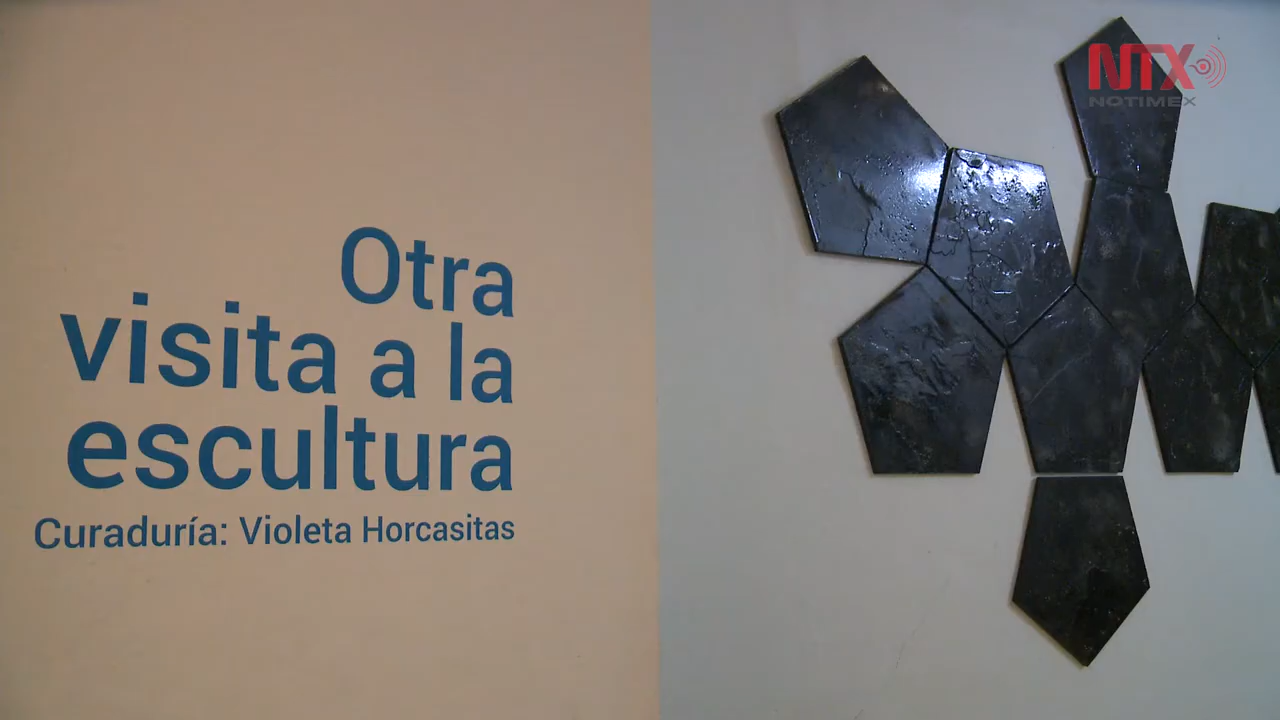 Otra
visita a la
escultura
Curaduría: Violeta Horcasitas
NTX
NOTIMEX